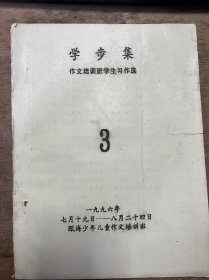 学步集
作文培训班学生习作选
3
一九九六年
七月十九日——八月二十四日
珠海少年儿童作文培训班